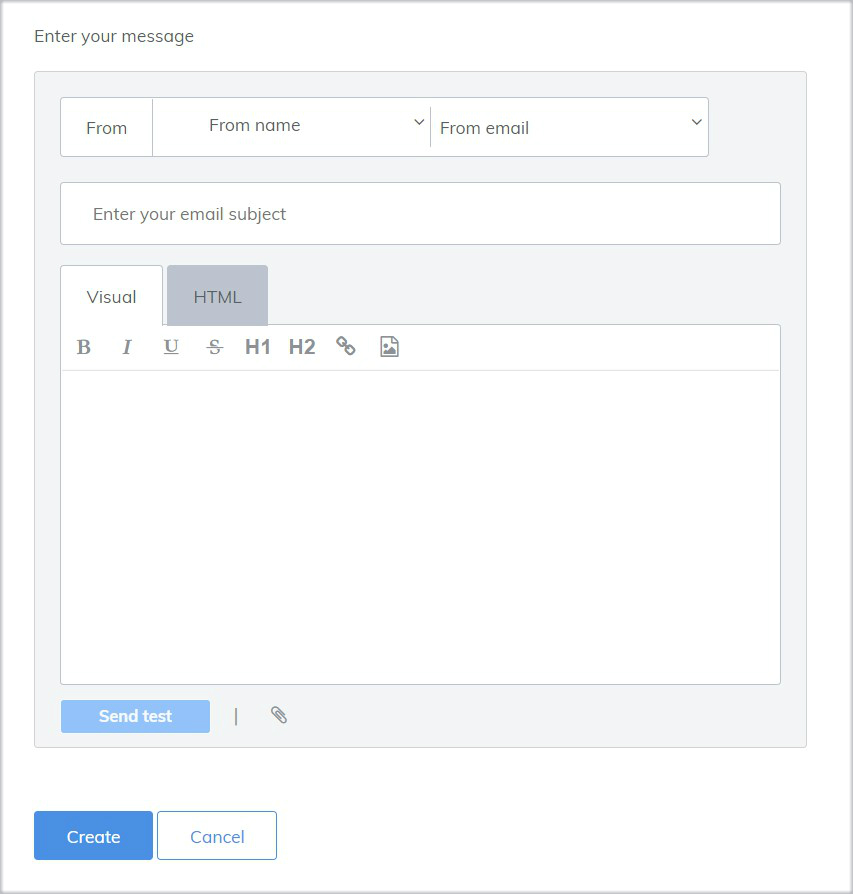 Enter your message
From From name From email
Enter your email subject
Visual HTML
B I U S H1 H2
Send test |
Create Cancel